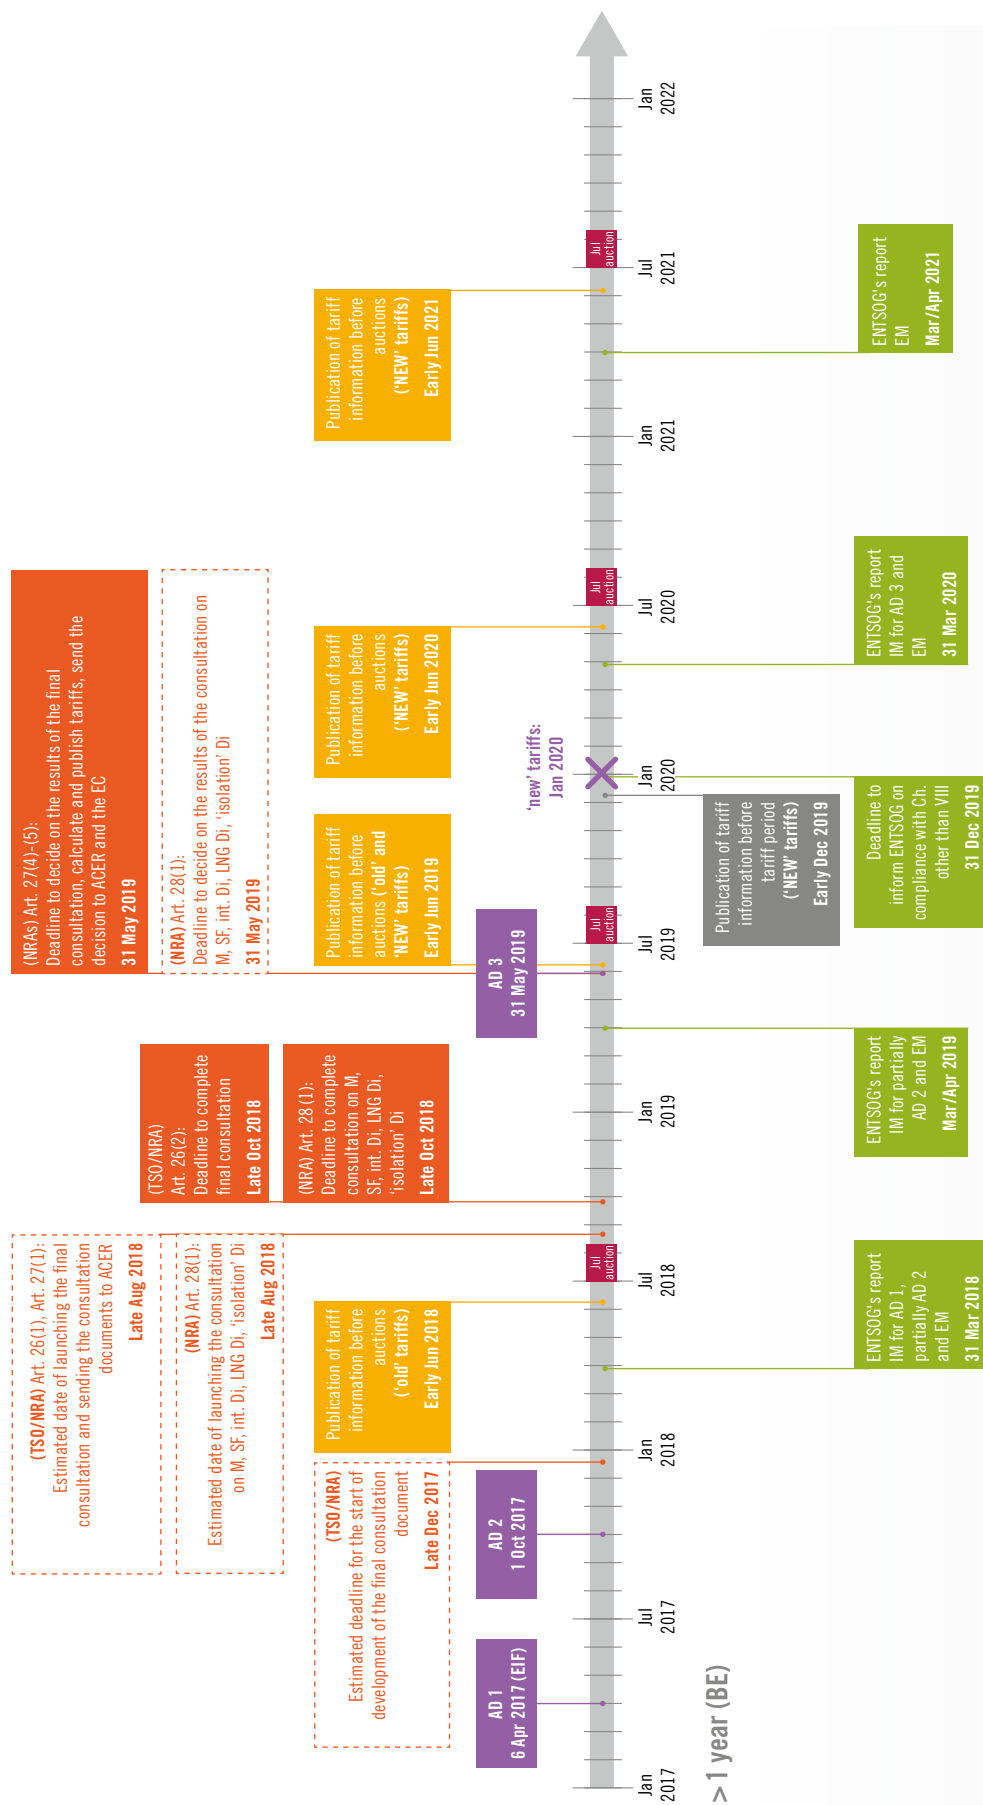 (TSO/NRA) Art. 26(1), Art. 27(1):
Estimated date of launching the final
consultation and sending the consultation
documents to ACER
Late Aug 2018
(NRA) Art. 28(1):
Estimated date of launching the consultation
on M, SF, int. Di, LNG Di, ‘isolation’ Di
Late Aug 2018
(TSO/NRA)
Art. 26(2):
Deadline to complete
final consultation
Late Oct 2018
(NRA) Art. 28 (1):
Deadline to complete
consultation on M,
SF, int. Di, LNG Di,
‘isolation’ Di
Late Oct 2018
(NRAs) Art. 27(4)-(5):
Deadline to decide on the results of the final
consultation, calculate and publish tariffs, send the
decision to ACER and the EC
31 May 2019
(NRA) Art. 28(1):
Deadline to decide on the results of the consultation on
M, SF, int. Di, LNG Di, ‘isolation’ Di
31 May 2019
(TSO/NRA)
Estimated deadline for the start of
development of the final consultation
document
Late Dec 2017
Publication of tariff
information before
auctions
(‘old’ tariffs)
Early Jun 2018
Publication of tariff
information before
auctions (‘old’ and
‘NEW’ tariffs)
Early Jun 2019
Publication of tariff
information before
auctions
(‘NEW’ tariffs)
Early Jun 2020
Publication of tariff
information before
auctions
(‘NEW’ tariffs)
Early Jun 2021
AD 1
6 Apr 2017 (EIF)
AD 2
1 Oct 2017
AD 3
31 May 2019
‘new’ tariffs:
Jan 2020
Jul
auction
Jul
auction
Jul
auction
Jul
auction
Jan
2017
Jul
2017
Jan
2018
Jul
2018
Jan
2019
Jul
2019
Jan
2020
Jul
2020
Jan
2021
Jul
2021
Jan
2022
> 1 year (BE)
Publication of tariff
information before
tariff period
(‘NEW’ tariffs)
Early Dec 2019
ENTSOG's report
IM for AD 1,
partially AD 2
and EM
31 Mar 2018
ENTSOG's report
IM for partially
AD 2 and EM
Mar/Apr 2019
Deadline to
inform ENTSOG on
compliance with Ch.
other than VIII
31 Dec 2019
ENTSOG's report
IM for AD 3 and
EM
31 Mar 2020
ENTSOG's report
EM
Mar/Apr 2021